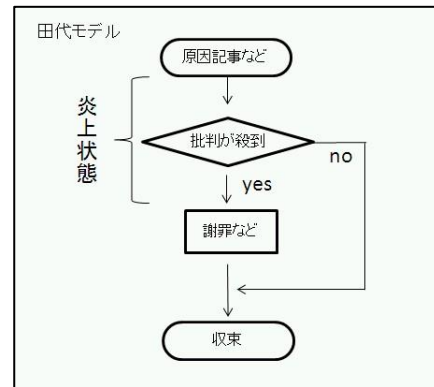 田代モデル
原因記事など
炎上状態
批判が殺到
no
yes
謝罪など
収束